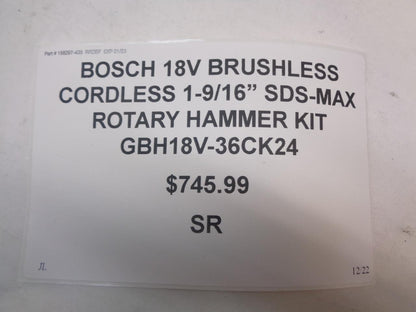 BOSCH 18V BRUSHLESS
CORDLESS 1-9/16” SDS-MAX
ROTARY HAMMER KIT
GBH18V-36CK24
$745.99
SR
JL
12/22